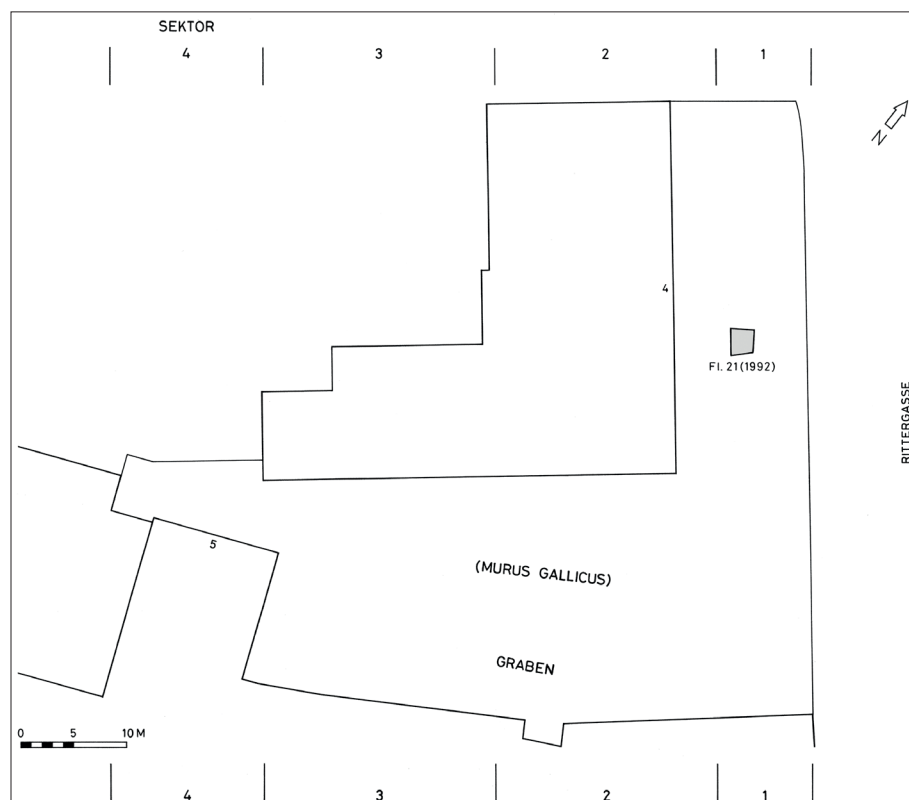 SEKTOR
4 3 2 1
N
4
Fl. 21(1992)
RITTERGASSE
5
(MURUS GALLICUS)
GRABEN
0 5 10 M
4 3 2 1